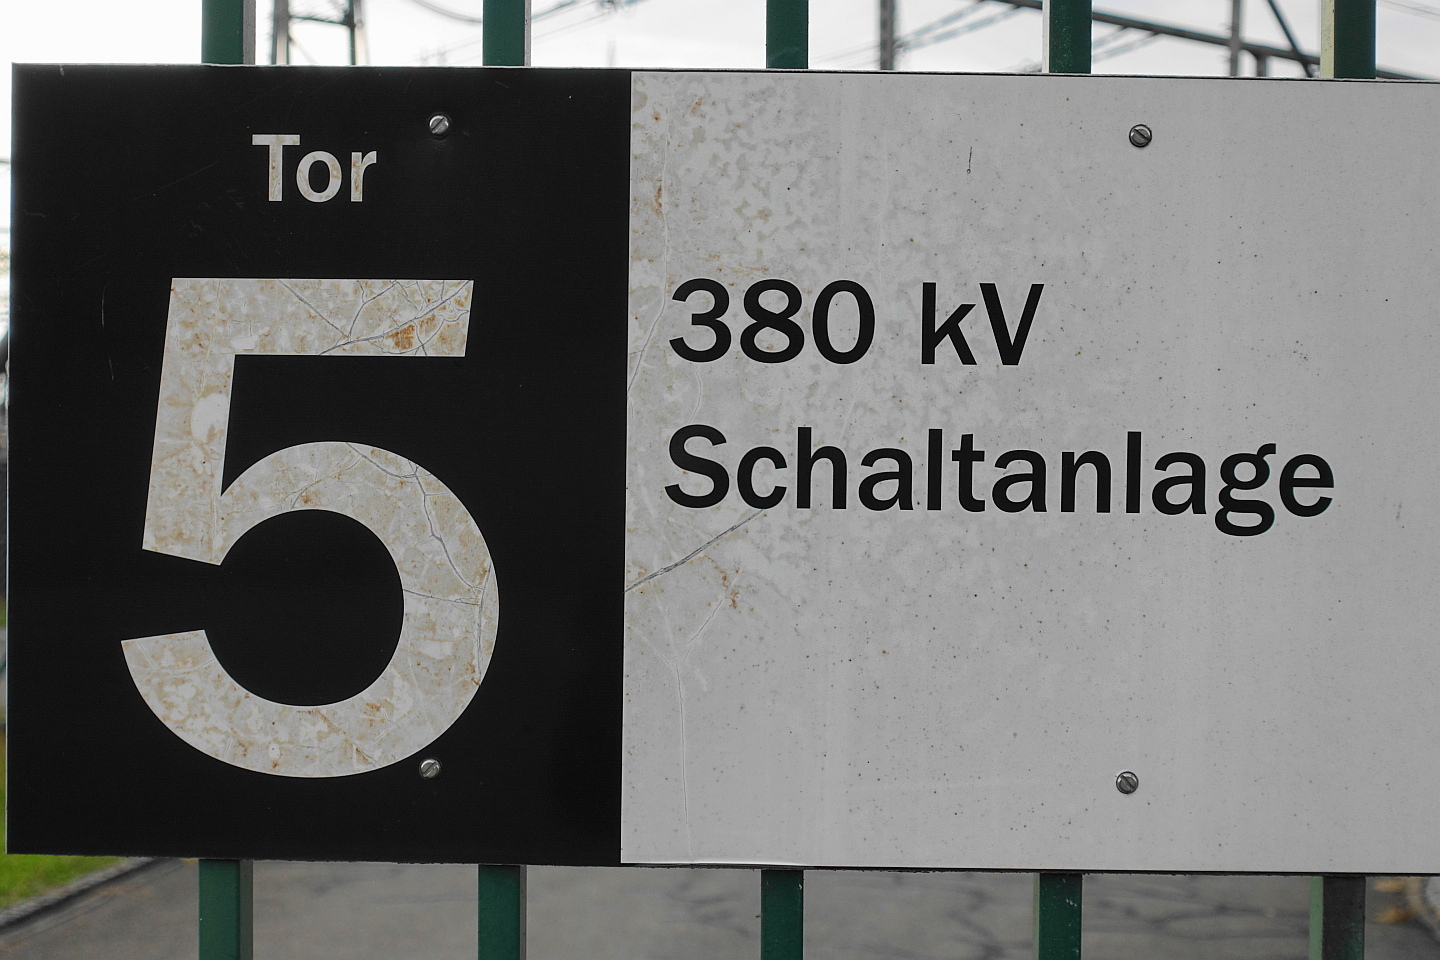 Tor
5
380 kV
Schaltanlage